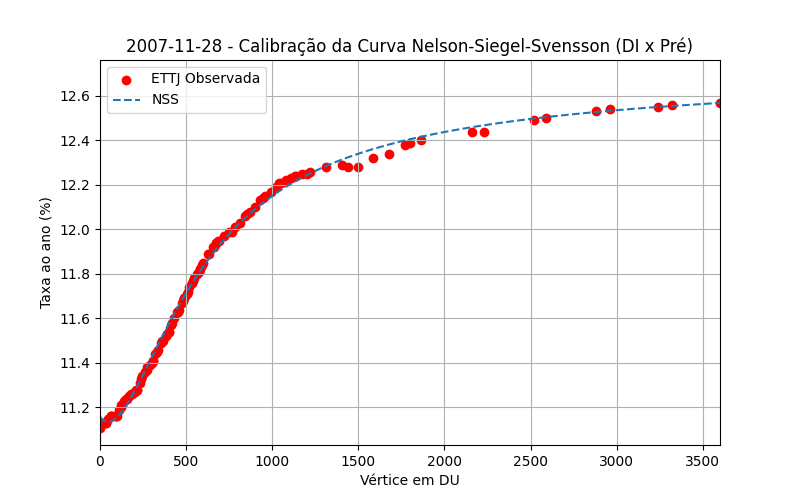 2007-11-28 - Calibração da Curva Nelson-Siegel-Svensson (DI x Pré)
ETTJ Observada
NSS
Taxa ao ano (%)
12.6
12.4
12.2
12.0
11.8
11.6
11.4
11.2
0 500 1000 1500 2000 2500 3000 3500
Vértice em DU